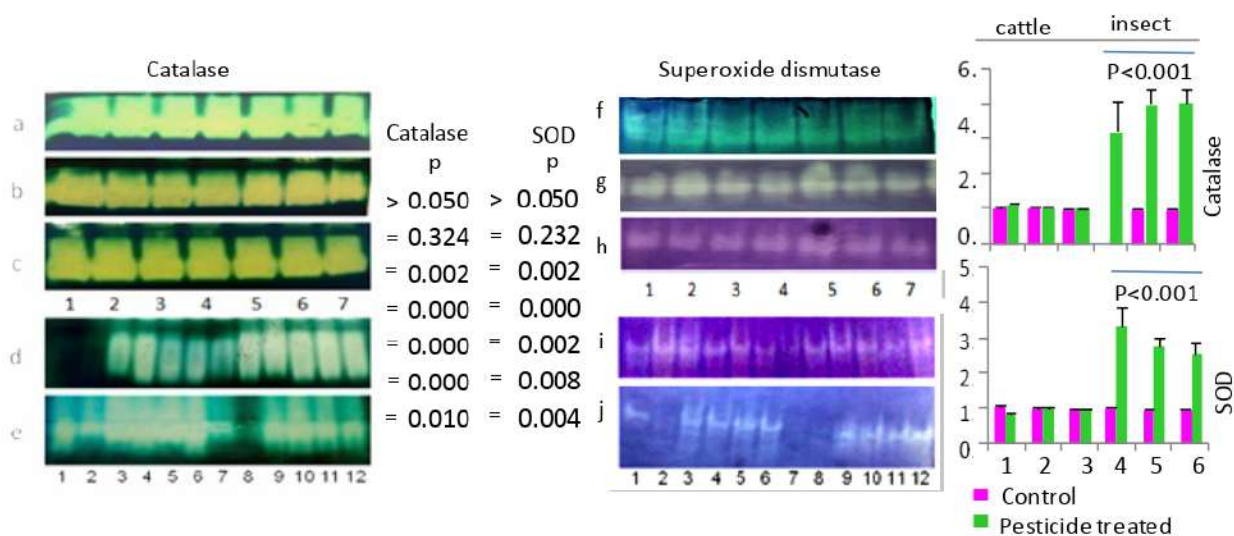 Catalase
a
b
c
1 2 3 4 5 6 7
d
e
1 2 3 4 5 6 7 8 9 10 11 12
Catalase SOD
p p
> 0.050 > 0.050
= 0.324 = 0.232
= 0.002 = 0.002
= 0.000 = 0.000
= 0.000 = 0.002
= 0.000 = 0.008
= 0.010 = 0.004
Superoxide dismutase
f
g
h
1 2 3 4 5 6 7
i
j
1 2 3 4 5 6 7 8 9 10 11 12
cattle insect
P<0.001
6.
4.
2.
0.
Catalase
P<0.001
5
4
3
2
1
0
SOD
1 2 3 4 5 6
Control
Pesticide treated